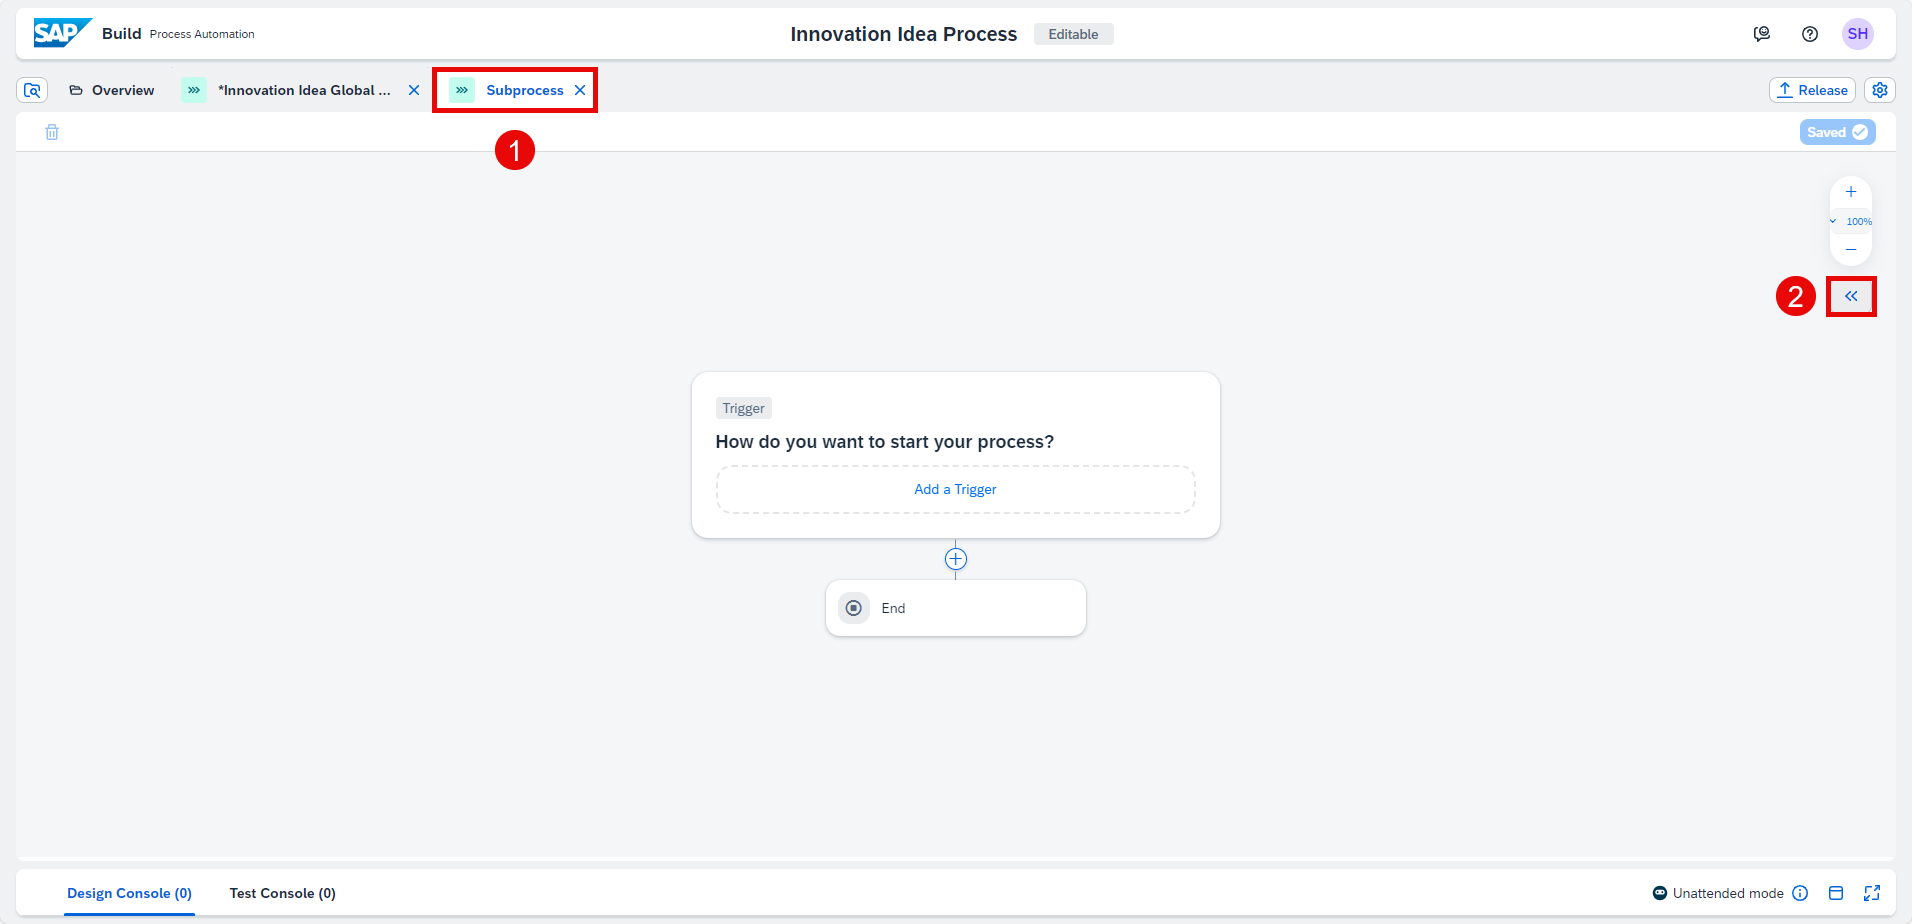 SAP Build Process Automation
Innovation Idea Process Editable
SH
Overview
*Innovation Idea Global ...
Subprocess
Release
1
Saved
100%
2
Trigger
How do you want to start your process?
Add a Trigger
End
Design Console (0)
Test Console (0)
Unattended mode